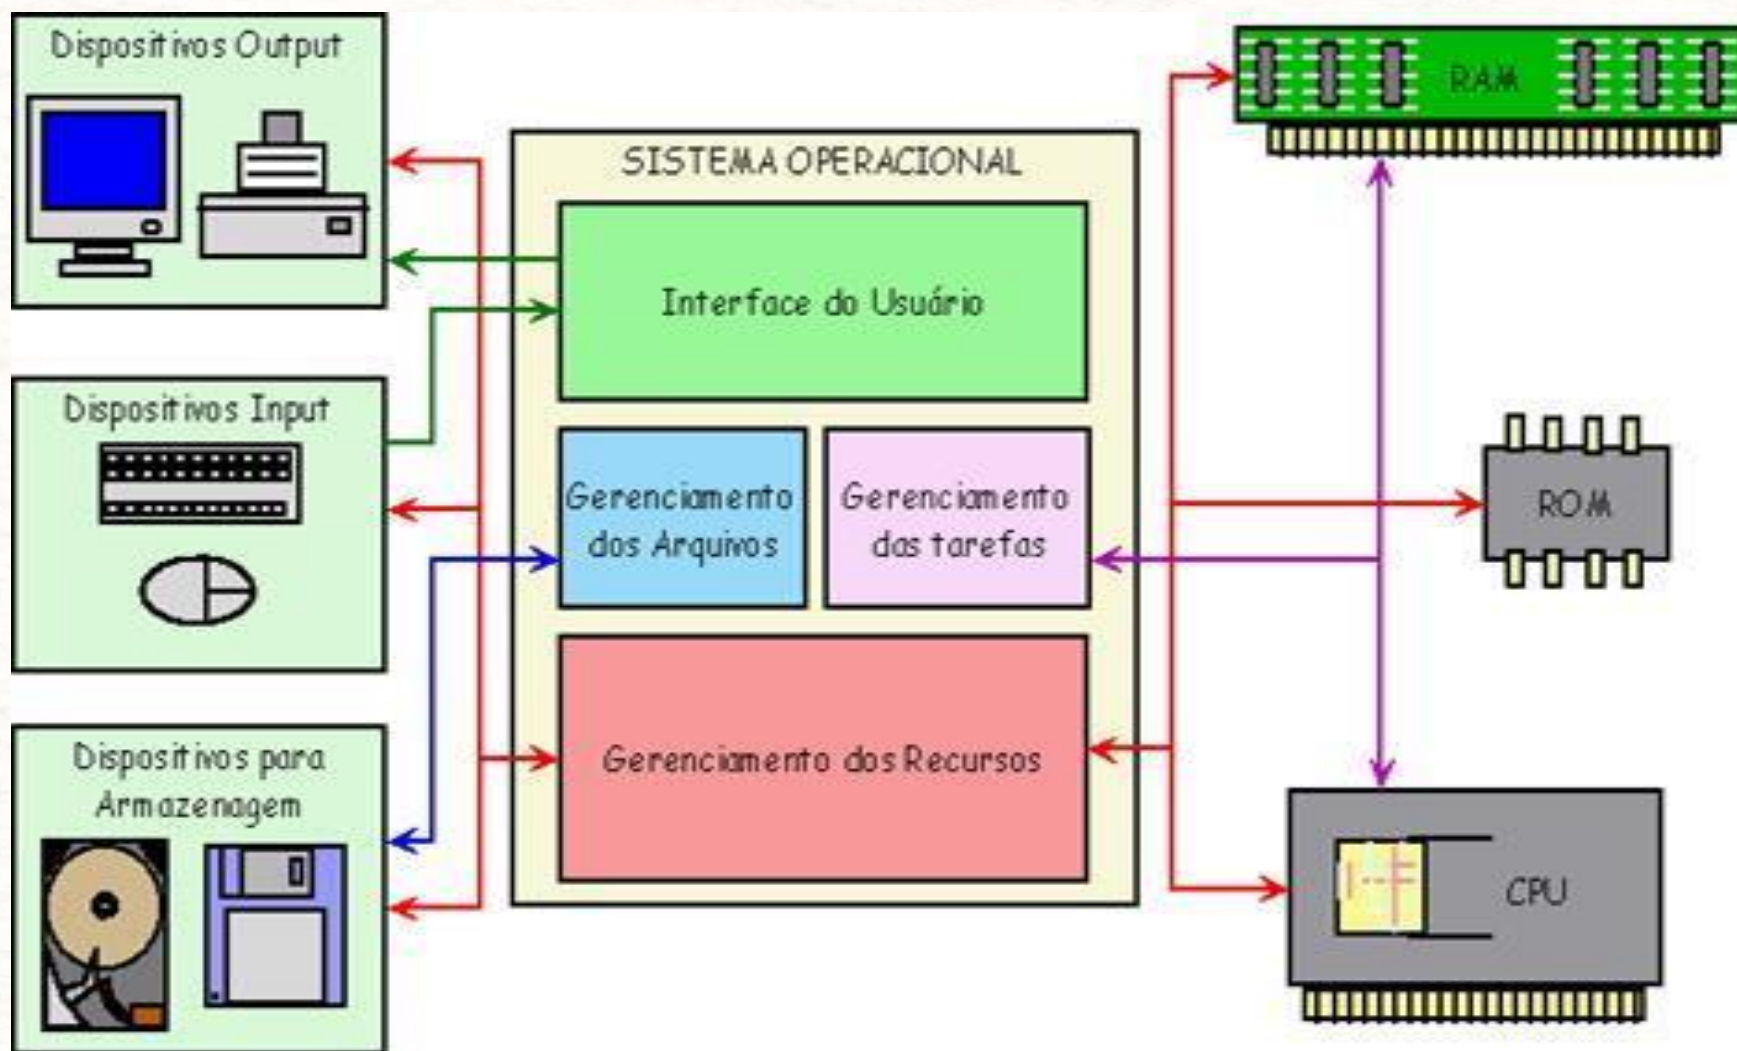 Dispositivos Output
Dispositivos Input
Dispositivos para
Armazenagem
SISTEMA OPERACIONAL
Interface do Usuário
Gerenciamento
dos Arquivos
Gerenciamento
das tarefas
Gerenciamento dos Recursos
RAM
ROM
CPU